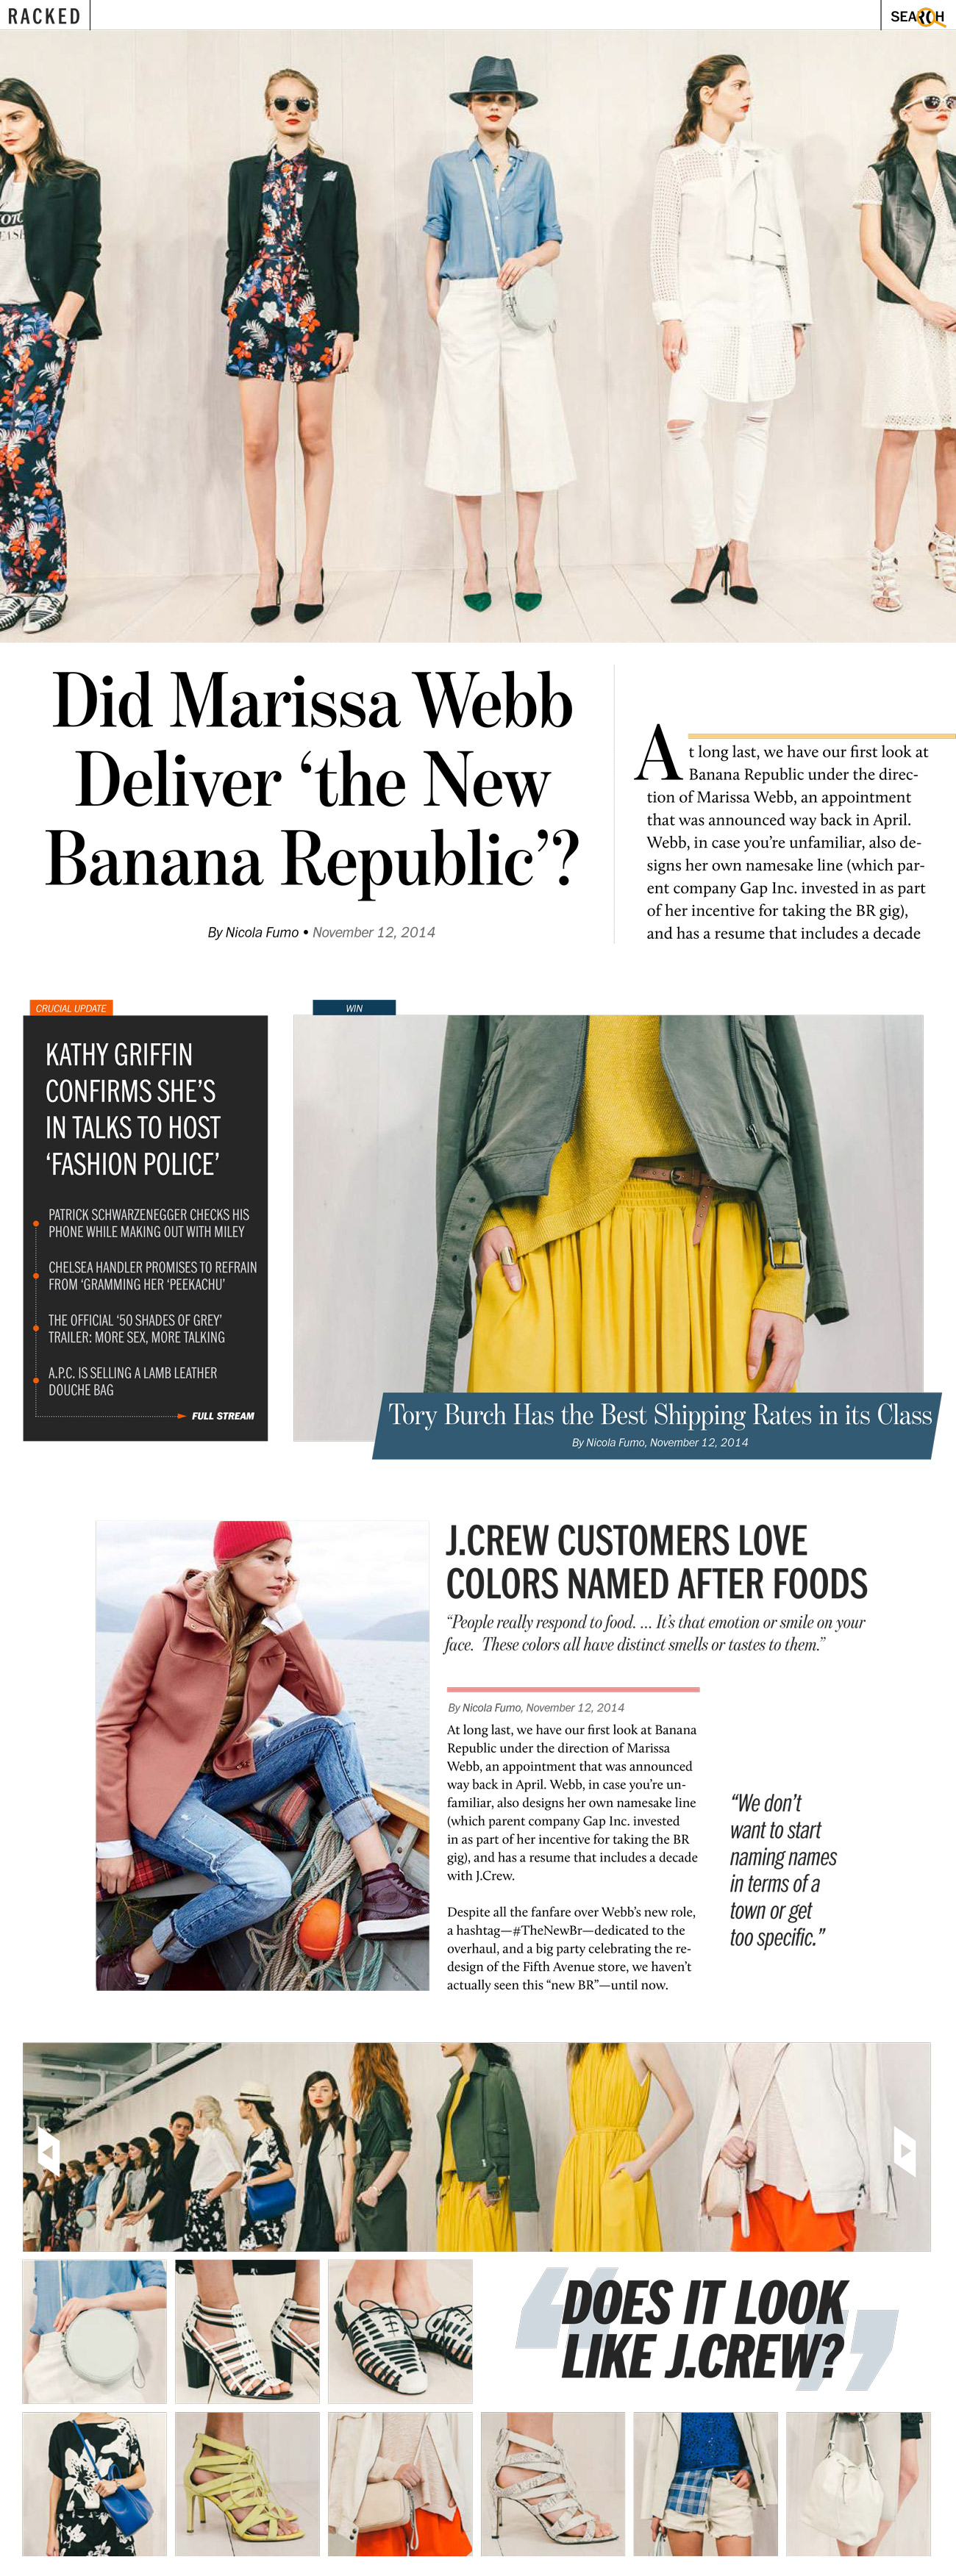 RACKED
SEARCH
Did Marissa Webb
Deliver ‘the New
Banana Republic’?
By Nicola Fumo • November 12, 2014
At long last, we have our first look at
Banana Republic under the direc-
tion of Marissa Webb, an appointment
that was announced way back in April.
Webb, in case you’re unfamiliar, also de-
signs her own namesake line (which par-
ent company Gap Inc. invested in as part
of her incentive for taking the BR gig),
and has a resume that includes a decade
CRUCIAL UPDATE
KATHY GRIFFIN
CONFIRMS SHE’S
IN TALKS TO HOST
‘FASHION POLICE’
PATRICK SCHWARZENEGGER CHECKS HIS
PHONE WHILE MAKING OUT WITH MILEY
CHELSEA HANDLER PROMISES TO REFRAIN
FROM ‘GRAMMING HER ‘PEEKACHU’
THE OFFICIAL ‘50 SHADES OF GREY’
TRAILER: MORE SEX, MORE TALKING
A.P.C. IS SELLING A LAMB LEATHER
DOUCHE BAG
FULL STREAM
WIN
Tory Burch Has the Best Shipping Rates in its Class
By Nicola Fumo, November 12, 2014
J.CREW CUSTOMERS LOVE
COLORS NAMED AFTER FOODS
“People really respond to food. ... It’s that emotion or smile on your
face. These colors all have distinct smells or tastes to them.”
By Nicola Fumo, November 12, 2014
At long last, we have our first look at Banana
Republic under the direction of Marissa
Webb, an appointment that was announced
way back in April. Webb, in case you’re un-
familiar, also designs her own namesake line
(which parent company Gap Inc. invested
in as part of her incentive for taking the BR
gig), and has a resume that includes a decade
with J.Crew.
Despite all the fanfare over Webb’s new role,
a hashtag—#TheNewBr—dedicated to the
overhaul, and a big party celebrating the re-
design of the Fifth Avenue store, we haven’t
actually seen this “new BR”—until now.
“We don’t
want to start
naming names
in terms of a
town or get
too specific.”
“DOES IT LOOK
LIKE J.CREW?”